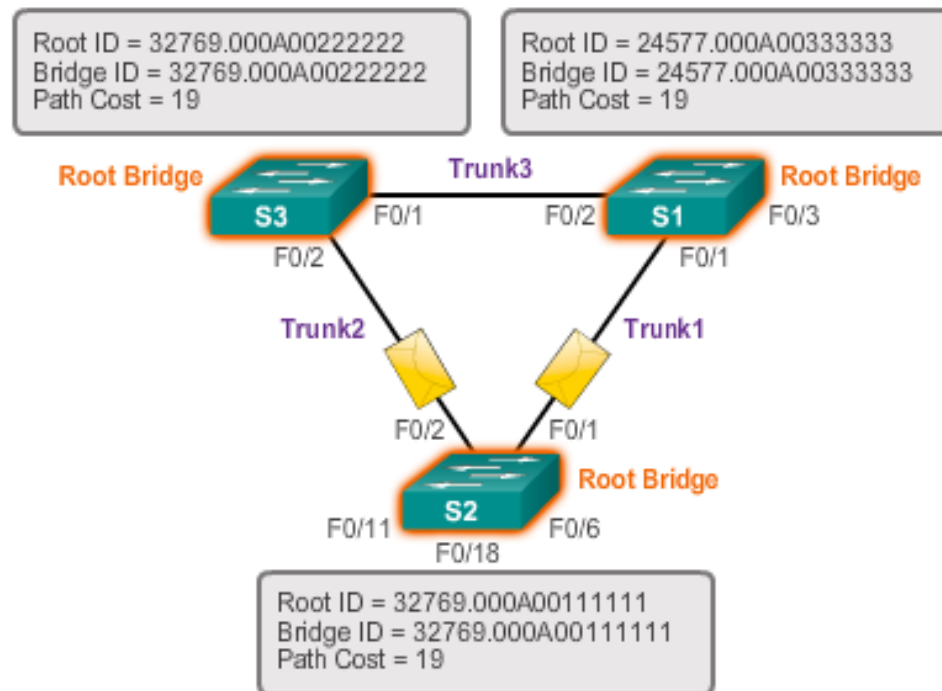 Root ID = 32769.000A00222222
Bridge ID = 32769.000A00222222
Path Cost = 19
Root ID = 24577.000A00333333
Bridge ID = 24577.000A00333333
Path Cost = 19
Root Bridge
Trunk3
Root Bridge
S3
F0/1
F0/2
S1
F0/3
F0/2
F0/1
Trunk2
Trunk1
F0/2
F0/1
Root Bridge
S2
F0/11
F0/6
F0/18
Root ID = 32769.000A00111111
Bridge ID = 32769.000A00111111
Path Cost = 19